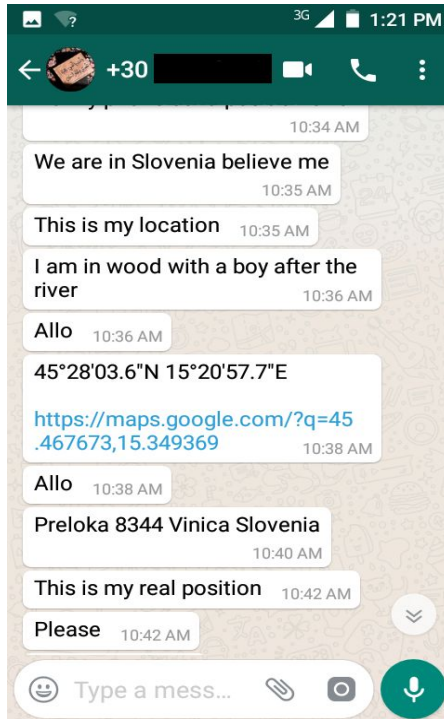 3G 1:21 PM
+30
10:34 AM
We are in Slovenia believe me
10:35 AM
This is my location 10:35 AM
I am in wood with a boy after the
river 10:36 AM
Allo 10:36 AM
45°28'03.6"N 15°20'57.7"E
https://maps.google.com/?q=45
.467673,15.349369 10:38 AM
Allo 10:38 AM
Preloka 8344 Vinica Slovenia
10:40 AM
This is my real position 10:42 AM
Please 10:42 AM
Type a mess...